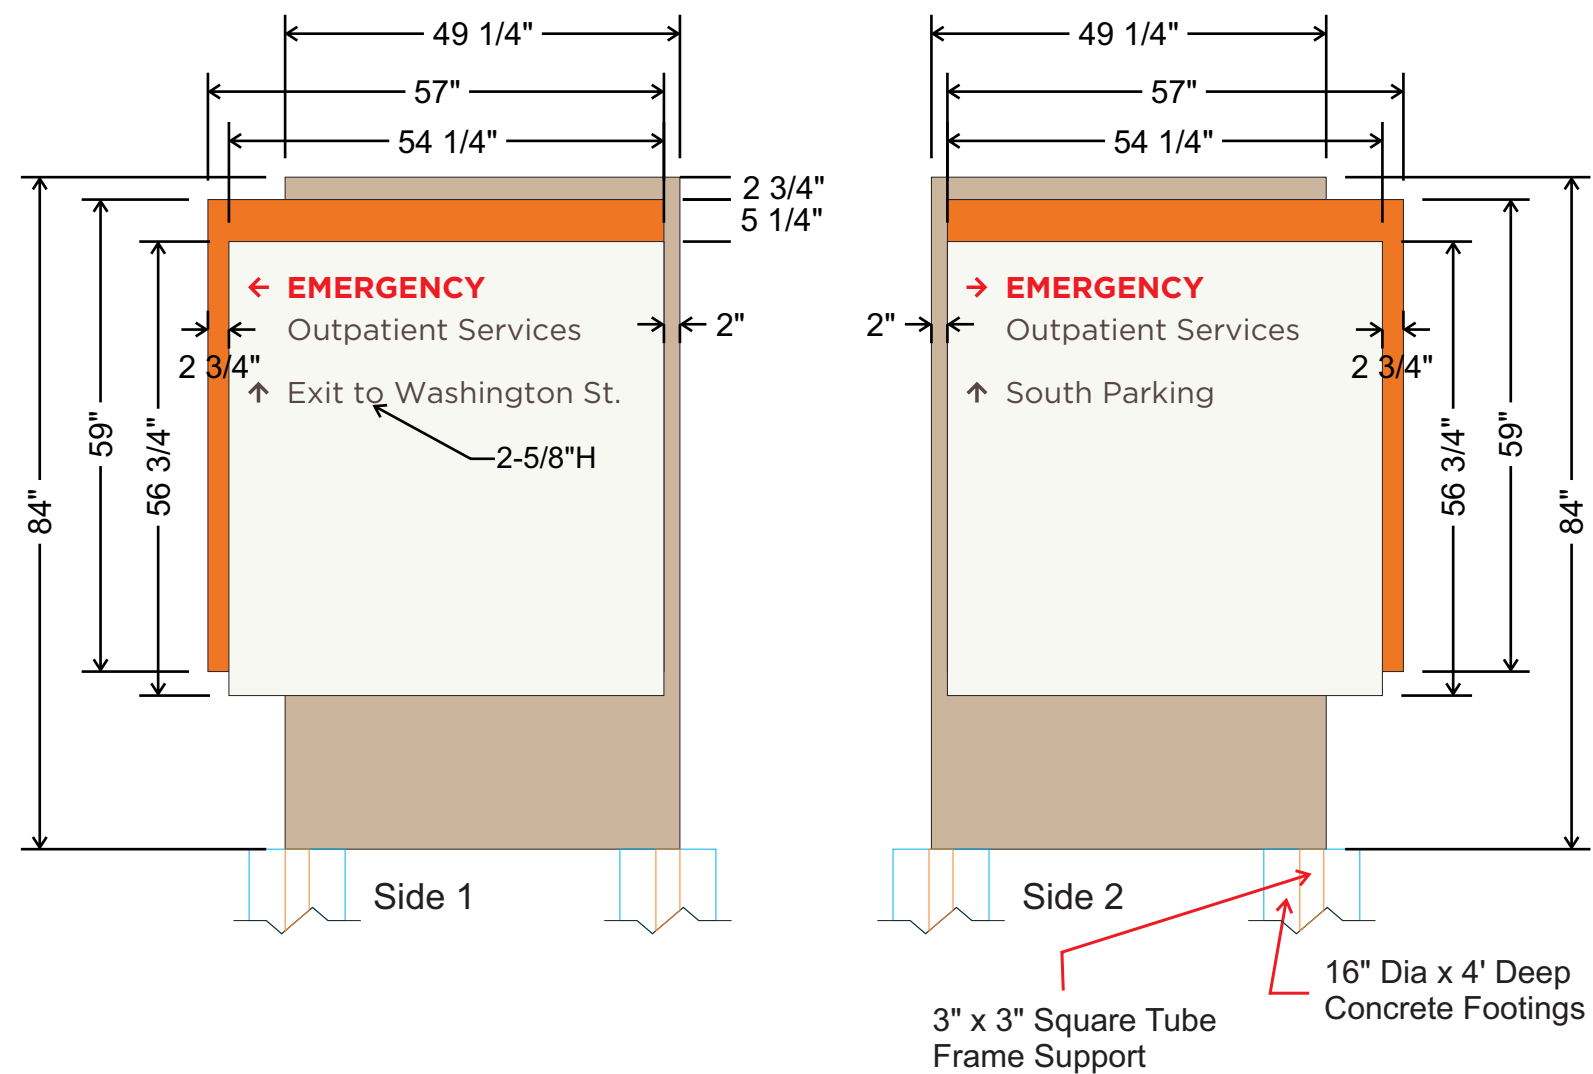 49 1/4"
57"
54 1/4"
2 3/4"
5 1/4"
← EMERGENCY
Outpatient Services
↑ Exit to Washington St.
2-5/8"H
2"
2 3/4"
59"
56 3/4"
84"
Side 1
49 1/4"
57"
54 1/4"
→ EMERGENCY
Outpatient Services
↑ South Parking
2"
2 3/4"
56 3/4"
59"
84"
Side 2
3" x 3" Square Tube
Frame Support
16" Dia x 4' Deep
Concrete Footings